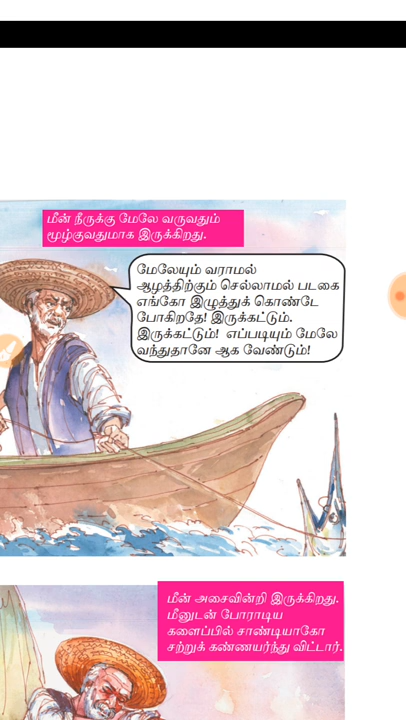 மீன் நீருக்கு மேலே வருவதும்
மூழ்குவதுமாக இருக்கிறது.
மேலேயும் வராமல்
ஆழத்திற்கும் செல்லாமல் படகை
எங்கோ இழுத்துக் கொண்டே
போகிறதே! இருக்கட்டும்.
இருக்கட்டும்! எப்படியும் மேலே
வந்துதானே ஆக வேண்டும்!
மீன் அசைவின்றி இருக்கிறது.
மீனுடன் போராடிய
களைப்பில் சாண்டியாகோ
சற்றுக் கண்ணயர்ந்து விட்டார்.